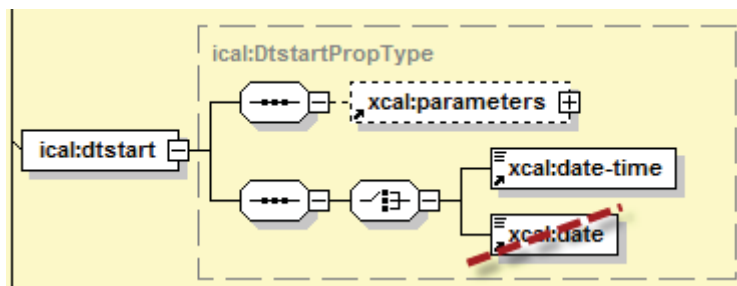 ical:DtstartPropType
xcal:parameters
ical:dtstart
xcal:date-time
xcal:date